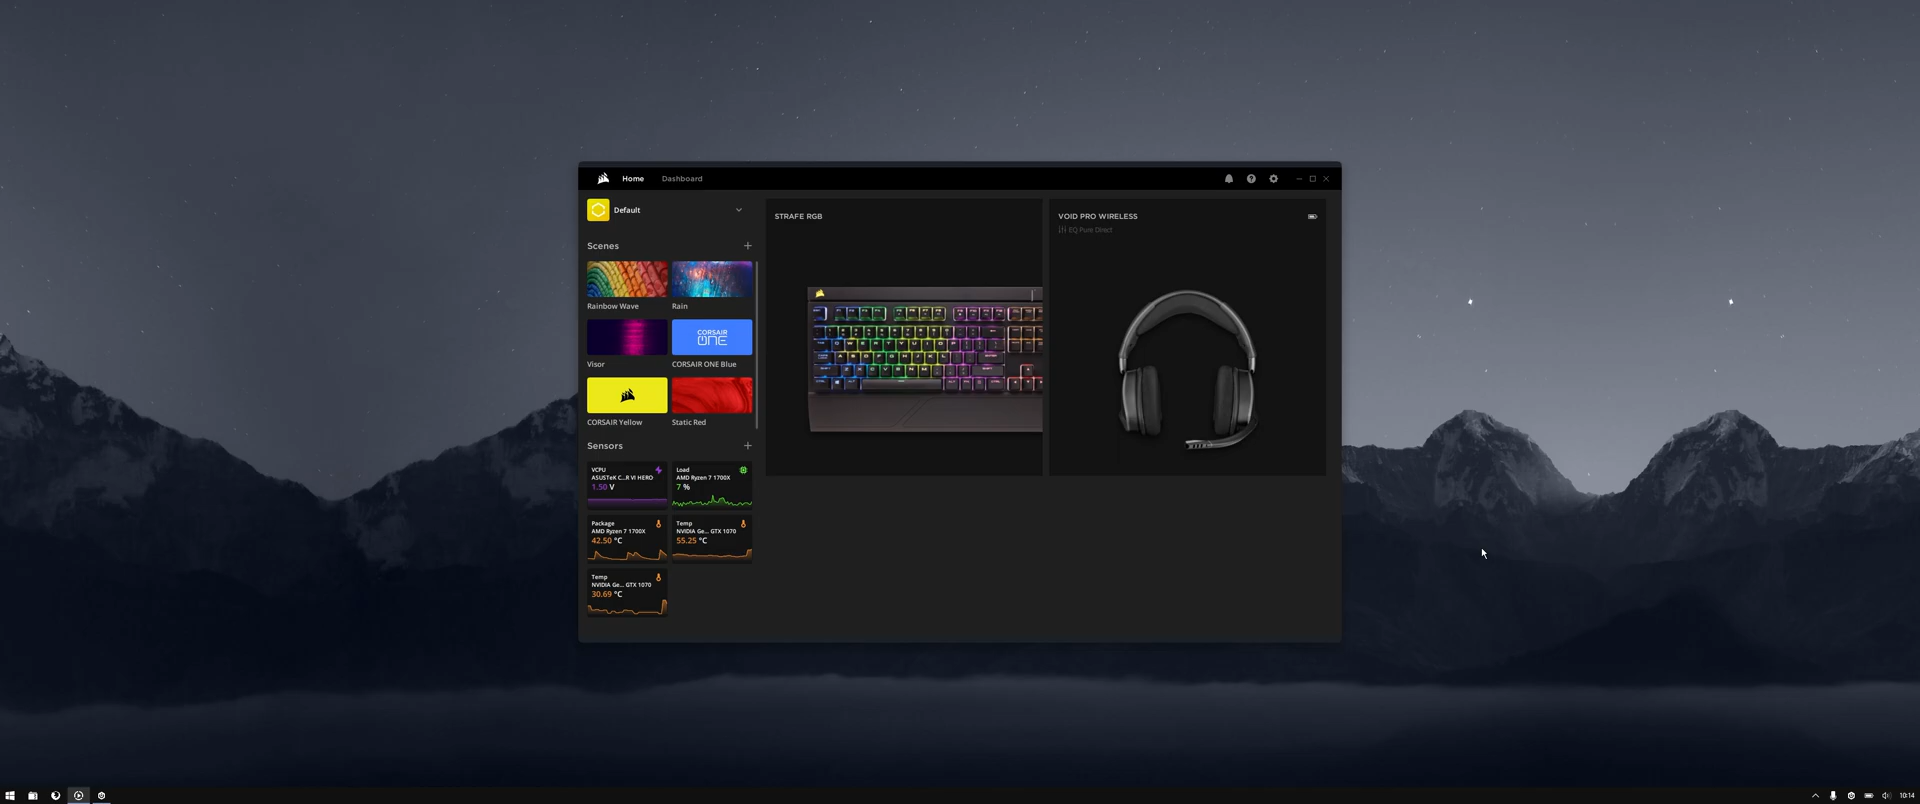 Home
Dashboard
Default
Scenes
Rainbow Wave
Rain
CORSAIR
ONE
Visor
CORSAIR ONE Blue
CORSAIR Yellow
Static Red
Sensors
VCPU
ASUSTeK C...R VI HERO
1.50 V
Load
AMD Ryzen 7 1700X
7 %
Package
AMD Ryzen 7 1700X
42.50 °C
Temp
NVIDIA Ge... GTX 1070
55.25 °C
Temp
NVIDIA Ge... GTX 1070
30.69 °C
STRAFE RGB
VOID PRO WIRELESS
EQ Pure Direct
10:14